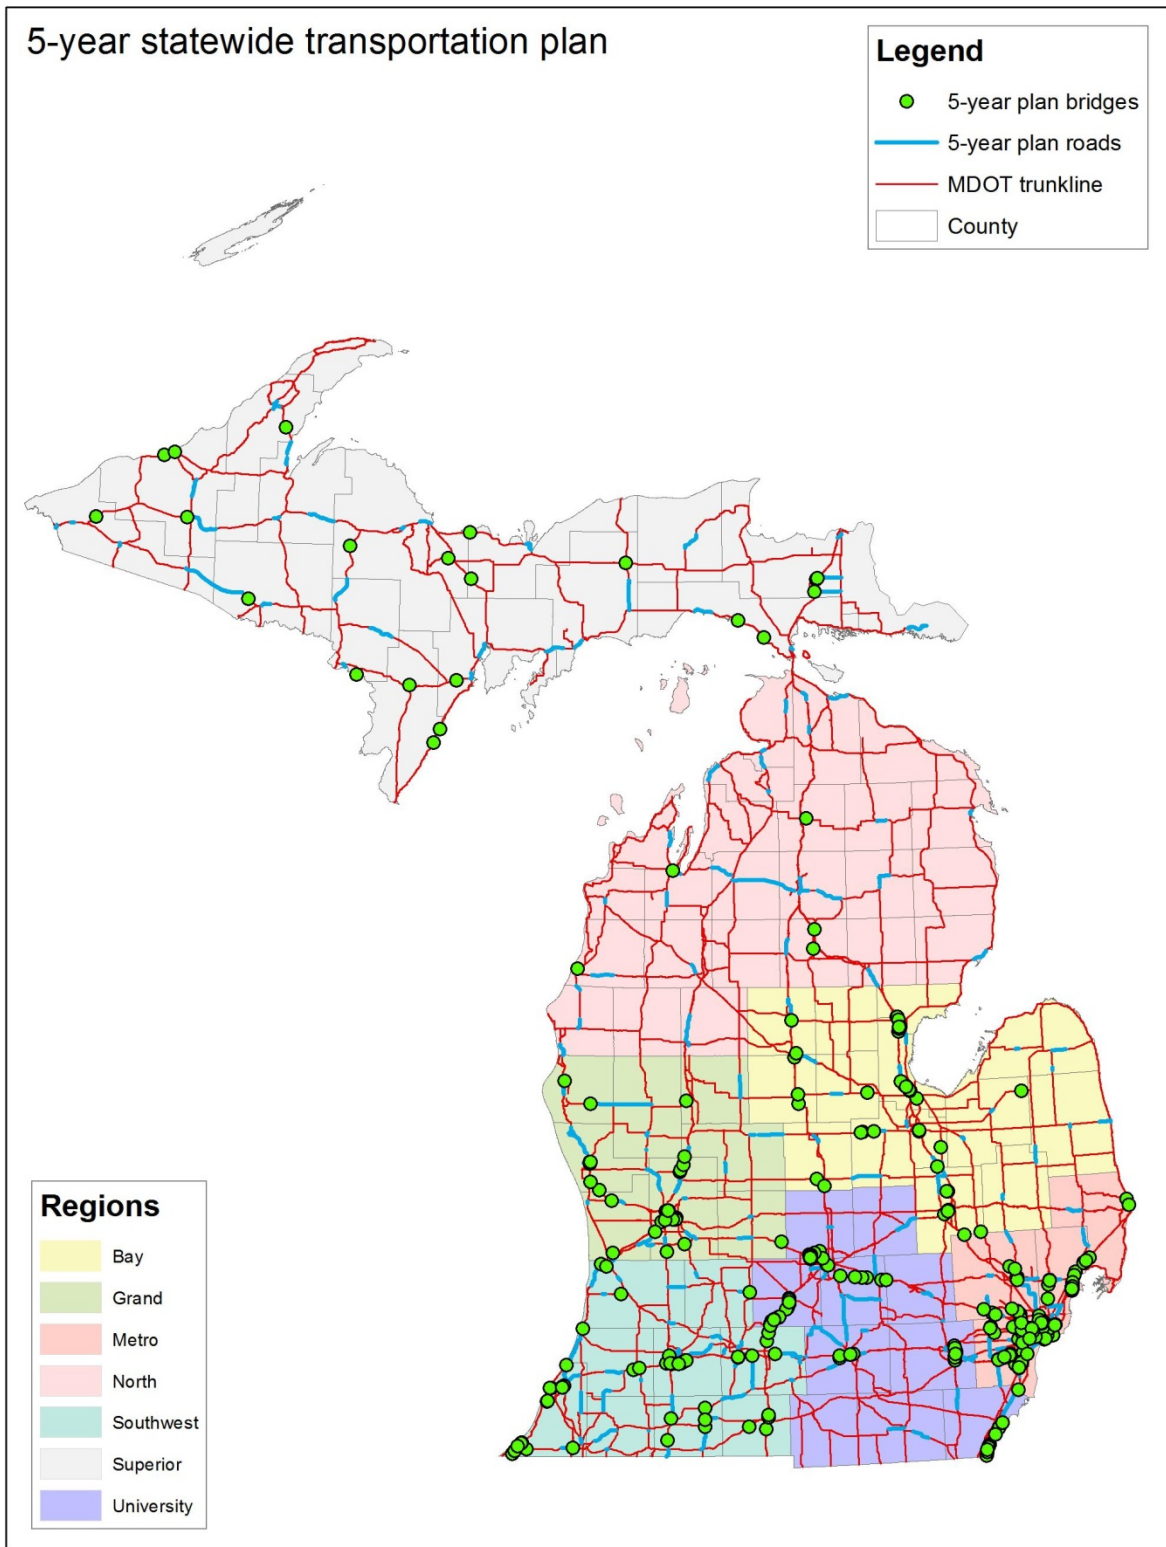 5-year statewide transportation plan
Legend
5-year plan bridges
5-year plan roads
MDOT trunkline
County
Regions
Bay
Grand
Metro
North
Southwest
Superior
University